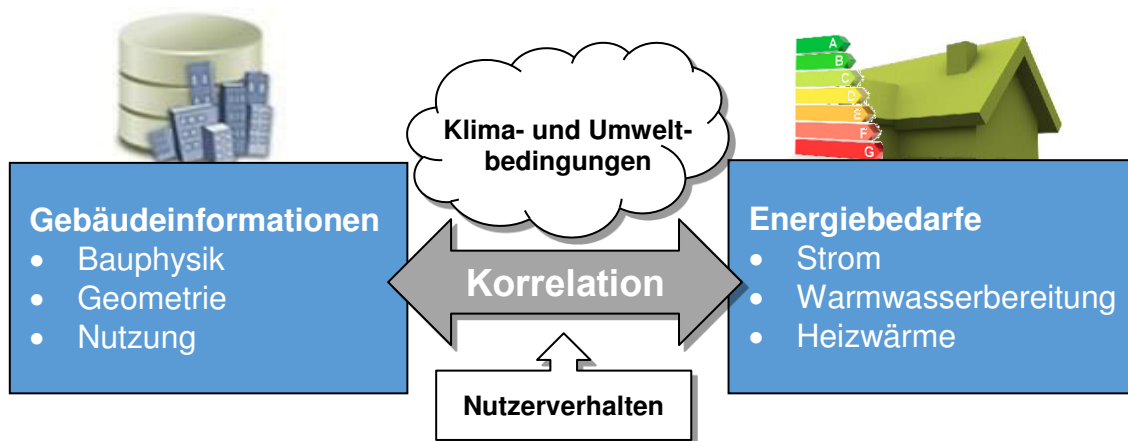 A
B
C
D
E
F
G
Klima- und Umwelt-
bedingungen
Gebäudeinformationen
• Bauphysik
• Geometrie
• Nutzung
Korrelation
Nutzerverhalten
Energiebedarfe
• Strom
• Warmwasserbereitung
• Heizwärme